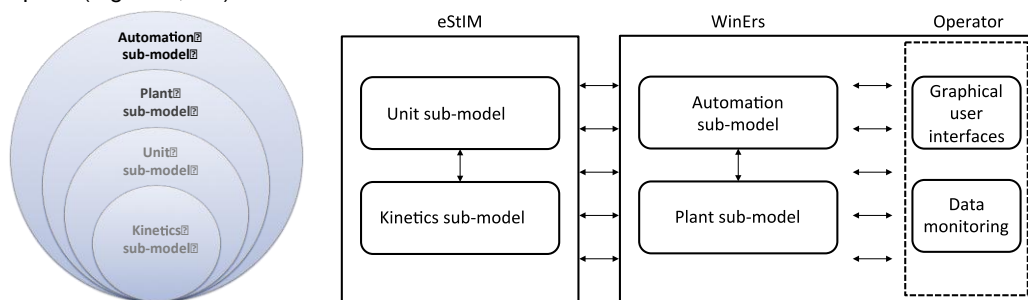 Automation
sub-model
Plant
sub-model
Unit
sub-model
Kinetics
sub-model
eStIM
WinErs
Operator
Unit sub-model
Kinetics sub-model
Automation
sub-model
Plant sub-model
Graphical
user
interfaces
Data
monitoring